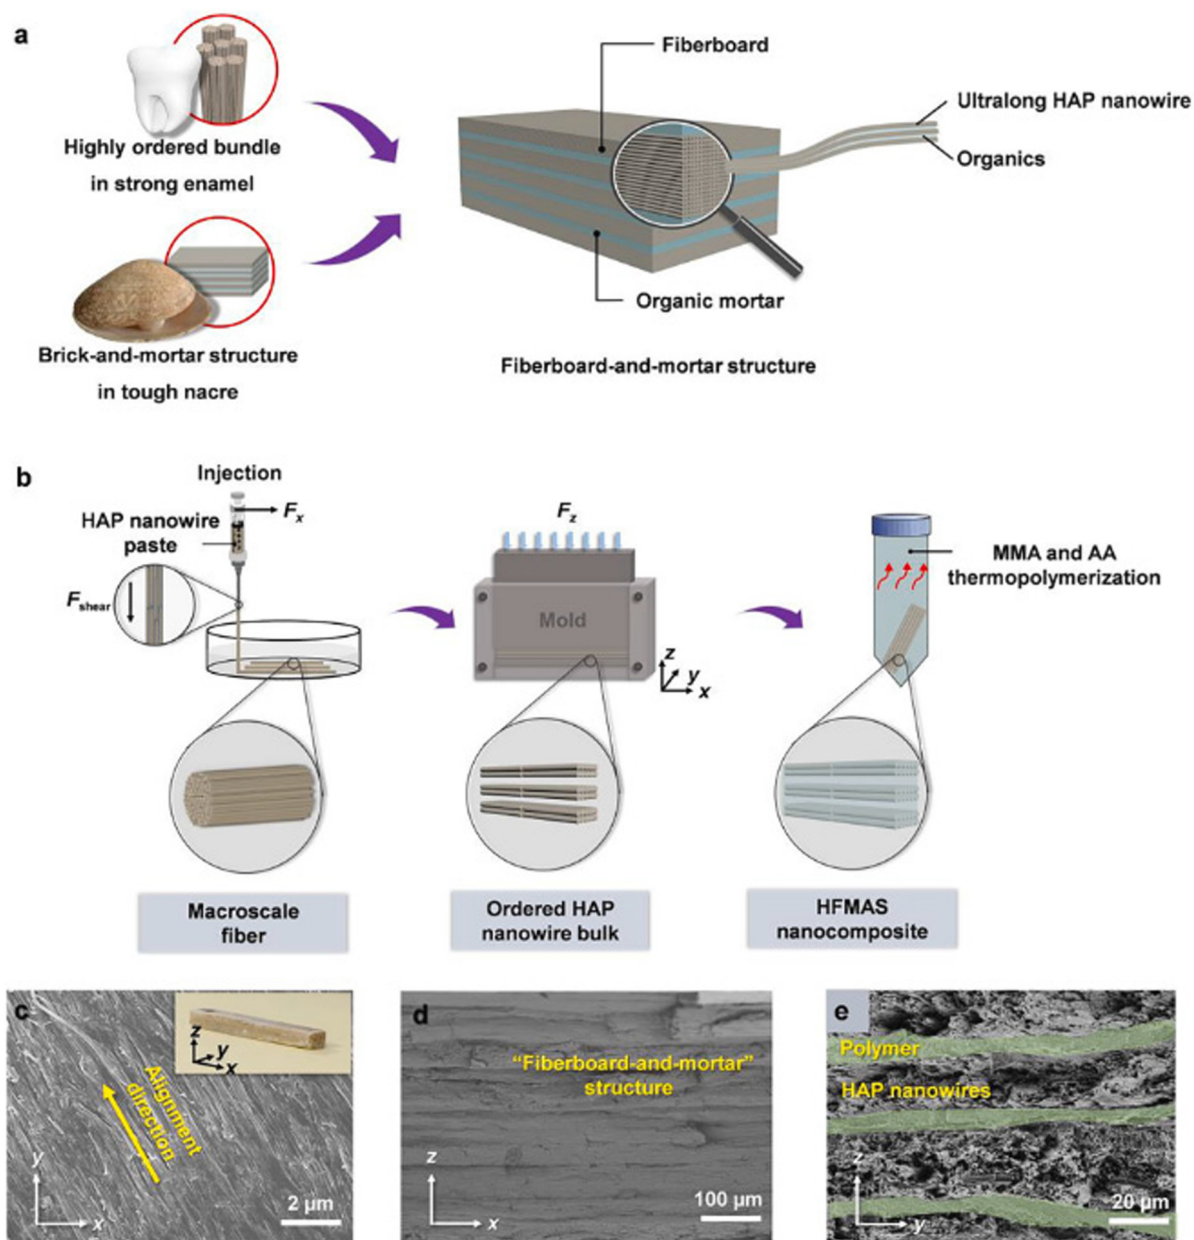 a
Highly ordered bundle
in strong enamel
Brick-and-mortar structure
in tough nacre
Fiberboard
Ultralong HAP nanowire
Organics
Organic mortar
Fiberboard-and-mortar structure
b
Injection
Fx
HAP nanowire
paste
Fshear
Fz
Mold
z
y
x
MMA and AA
thermopolymerization
Macroscale
fiber
Ordered HAP
nanowire bulk
HFMAS
nanocomposite
c
z
y
x
Alignment
direction
y
x
2 μm
d
“Fiberboard-and-mortar”
structure
z
x
100 μm
e
Polymer
HAP nanowires
z
y
20 μm